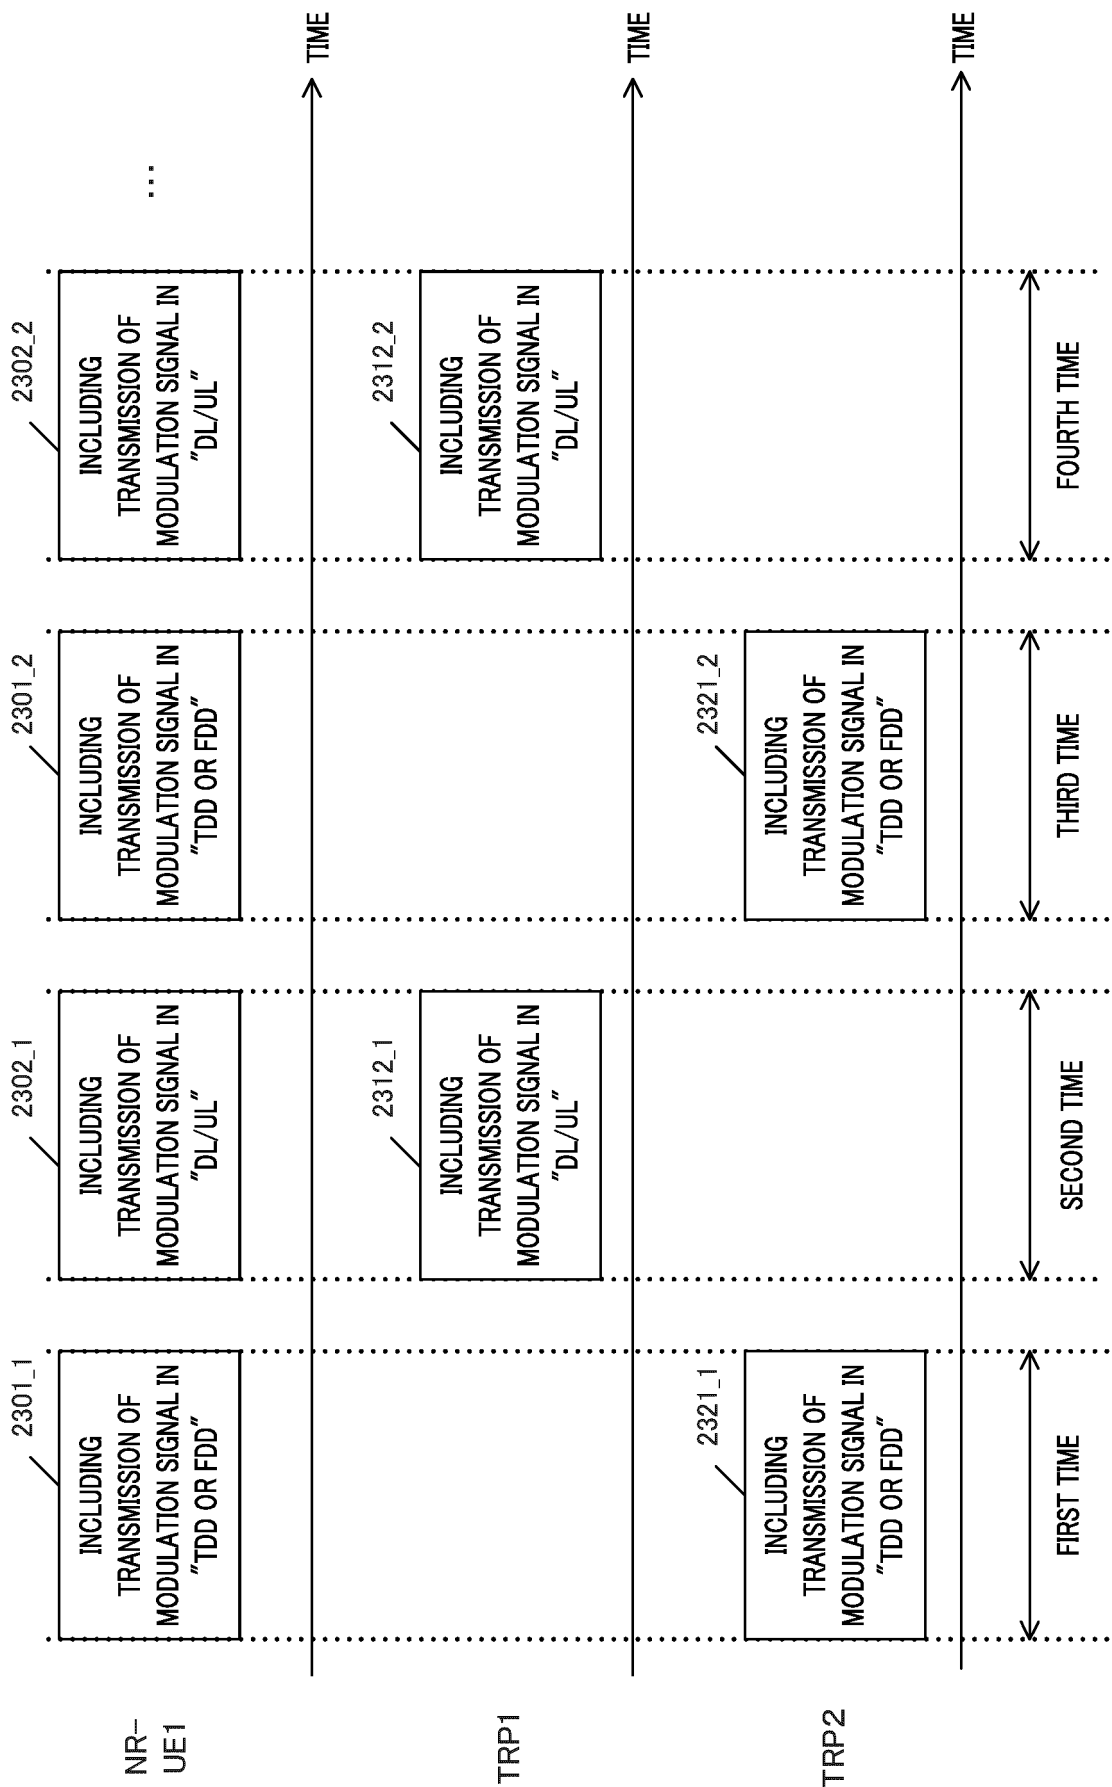 NR-
UE1
2301_1
INCLUDING
TRANSMISSION OF
MODULATION SIGNAL IN
"TDD OR FDD"
2302_1
INCLUDING
TRANSMISSION OF
MODULATION SIGNAL IN
"DL/UL"
2301_2
INCLUDING
TRANSMISSION OF
MODULATION SIGNAL IN
"TDD OR FDD"
2302_2
INCLUDING
TRANSMISSION OF
MODULATION SIGNAL IN
"DL/UL"
...
TIME
TRP1
2312_1
INCLUDING
TRANSMISSION OF
MODULATION SIGNAL IN
"DL/UL"
2312_2
INCLUDING
TRANSMISSION OF
MODULATION SIGNAL IN
"DL/UL"
TIME
TRP2
2321_1
INCLUDING
TRANSMISSION OF
MODULATION SIGNAL IN
"TDD OR FDD"
2321_2
INCLUDING
TRANSMISSION OF
MODULATION SIGNAL IN
"TDD OR FDD"
TIME
FIRST TIME
SECOND TIME
THIRD TIME
FOURTH TIME